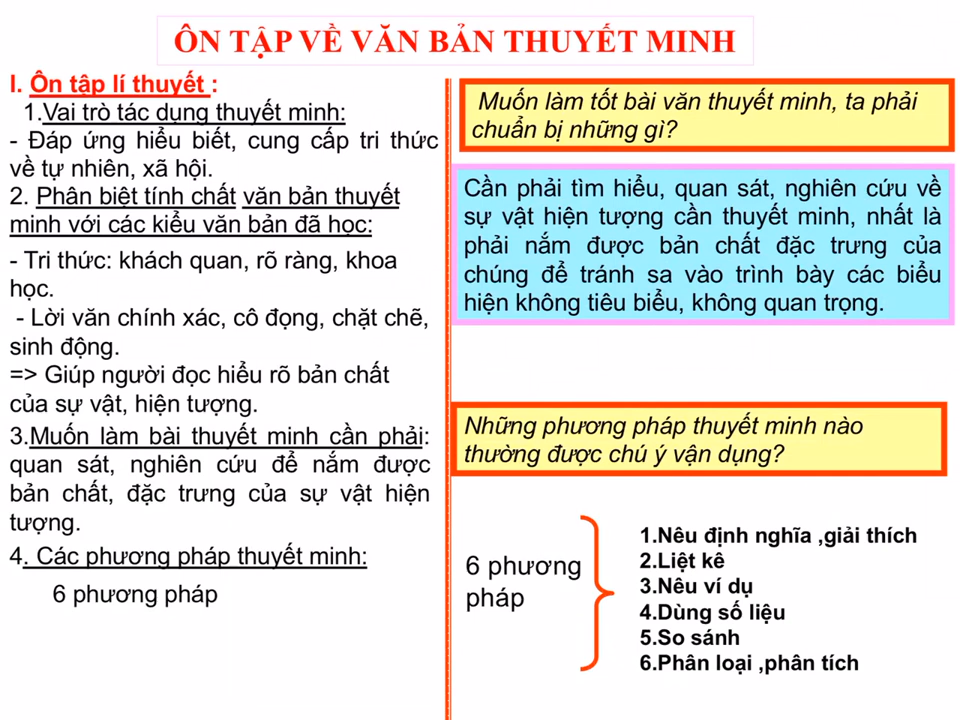 ÔN TẬP VỀ VĂN BẢN THUYẾT MINH
I. Ôn tập lí thuyết :
1.Vai trò tác dụng thuyết minh:
- Đáp ứng hiểu biết, cung cấp tri thức
về tự nhiên, xã hội.
2. Phân biệt tính chất văn bản thuyết
minh với các kiểu văn bản đã học:
- Tri thức: khách quan, rõ ràng, khoa
học.
- Lời văn chính xác, cô đọng, chặt chẽ,
sinh động.
=> Giúp người đọc hiểu rõ bản chất
của sự vật, hiện tượng.
3.Muốn làm bài thuyết minh cần phải:
quan sát, nghiên cứu để nắm được
bản chất, đặc trưng của sự vật hiện
tượng.
4. Các phương pháp thuyết minh:
6 phương pháp
Muốn làm tốt bài văn thuyết minh, ta phải
chuẩn bị những gì?
Cần phải tìm hiểu, quan sát, nghiên cứu về
sự vật hiện tượng cần thuyết minh, nhất là
phải nắm được bản chất đặc trưng của
chúng để tránh sa vào trình bày các biểu
hiện không tiêu biểu, không quan trọng.
Những phương pháp thuyết minh nào
thường được chú ý vận dụng?
6 phương
pháp
1.Nêu định nghĩa ,giải thích
2.Liệt kê
3.Nêu ví dụ
4.Dùng số liệu
5.So sánh
6.Phân loại ,phân tích